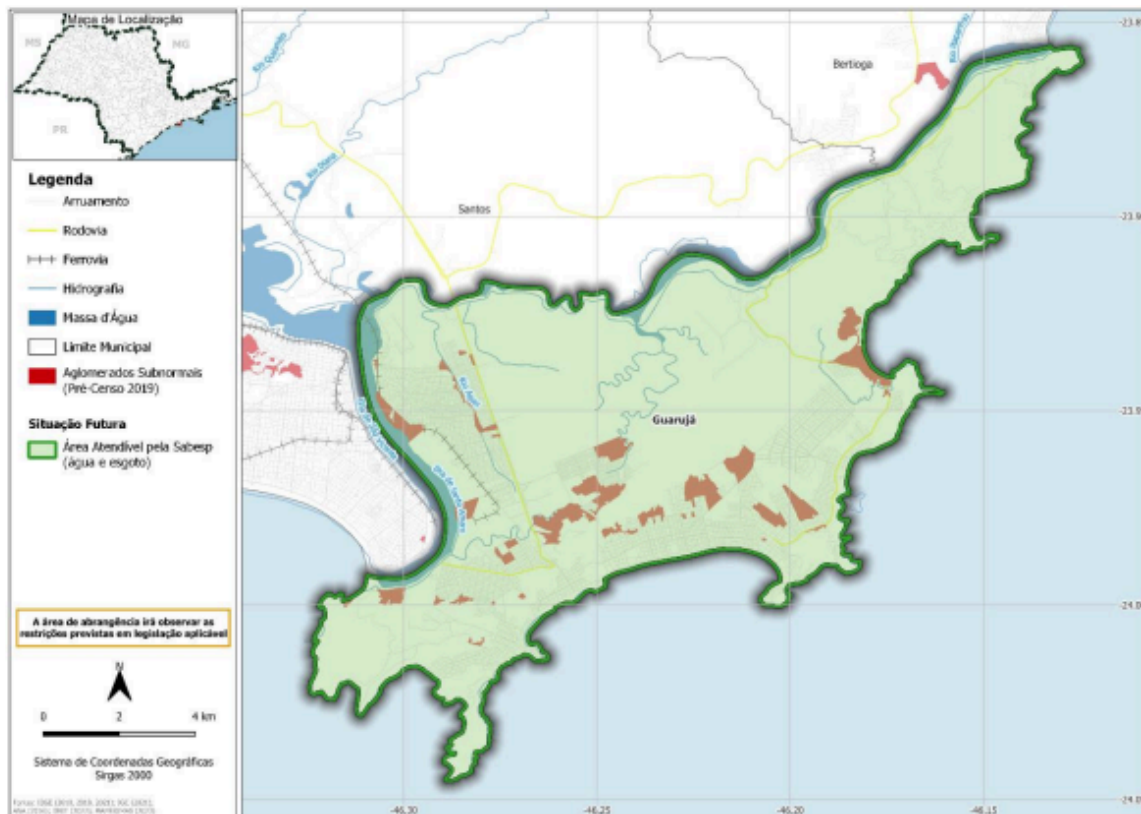 Mapa de Localização
MS
MG
PR
Legenda
Arruamento
Rodovia
Ferrovia
Hidrografia
Massa d'Água
Limite Municipal
Aglomerados Subnormais
(Pré-Censo 2019)
Situação Futura
Área Atendível pela Sabesp
(água e esgoto)
A área de abrangência irá observar as
restrições previstas em legislação aplicável
N
0 2 4 km
Sistema de Coordenadas Geográficas
Sirgas 2000
Bertioga
Santos
Rio Diana
Guarujá
-46.30 -46.25 -46.20 -46.15